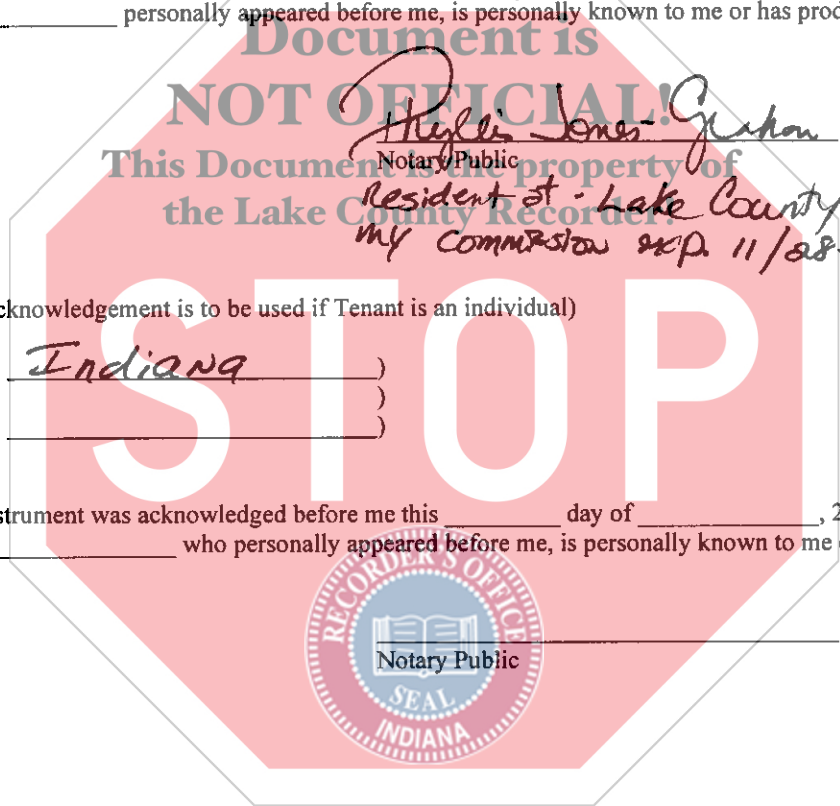 personally appeared before me, is personally known to me or has prod
Document is
NOT OFFICIAL!
Phyllis Jones-Graham
Notary Public
This Document is the property of
Resident of - Lake County
the Lake County Recorder!
My Commission exp. 11/28
cknowledgement is to be used if Tenant is an individual)
STOP
Indiana )
)
)
strument was acknowledged before me this ________ day of ____________, 2
who personally appeared before me, is personally known to me
RECORDER'S OFFICE
Notary Public
SEAL
INDIANA